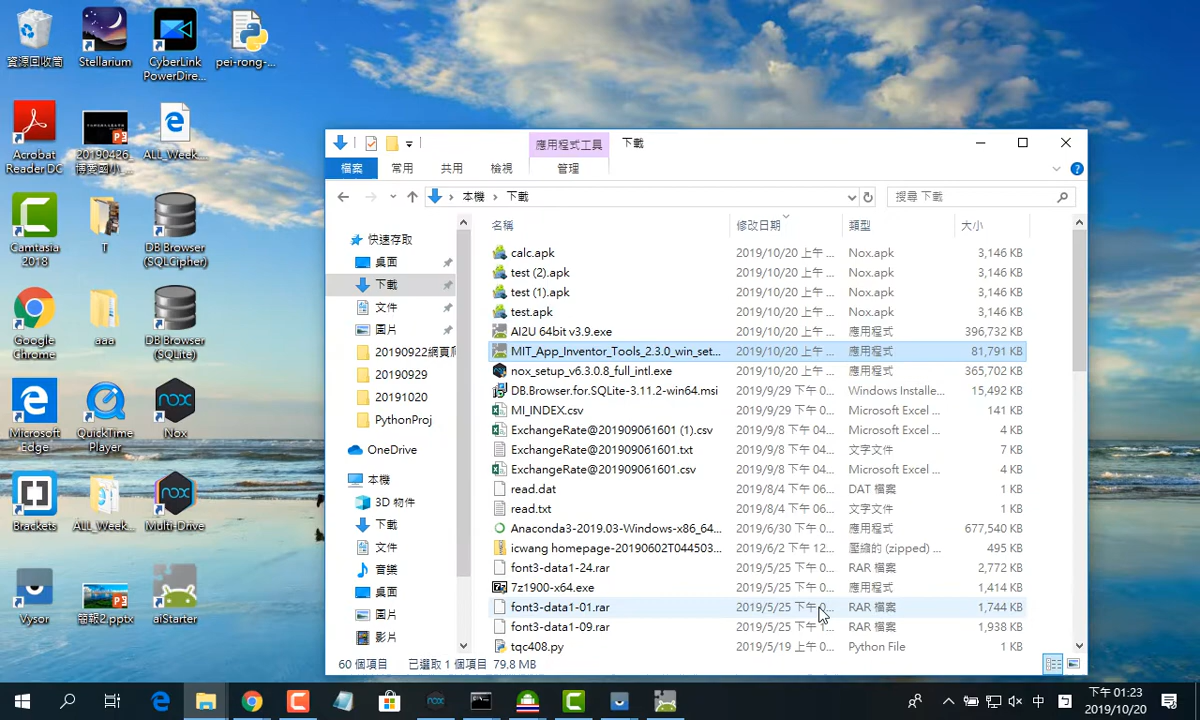 資源回收筒
Stellarium
CyberLink
PowerDire...
pei-rong-...
Acrobat
Reader DC
20190426_
ALL_Week...
Camtasia
2018
T
DB Browser
(SQLCipher)
Google
Chrome
aaa
DB Browser
(SQLite)
Microsoft
Edge
QuickTime
Player
Nox
Brackets
ALL_Week...
Multi-Drive
Vysor
簡報2.pptx
aiStarter
應用程式工具
下載
檔案
常用
共用
檢視
管理
本機
下載
搜尋 下載
快速存取
桌面
下載
文件
圖片
20190922網頁
20190929
20191020
PythonProj
OneDrive
本機
3D 物件
下載
文件
音樂
桌面
圖片
影片
名稱 修改日期 類型 大小
calc.apk 2019/10/20 上午 ... Nox.apk 3,146 KB
test (2).apk 2019/10/20 上午 ... Nox.apk 3,146 KB
test (1).apk 2019/10/20 上午 ... Nox.apk 3,146 KB
test.apk 2019/10/20 上午 ... Nox.apk 3,146 KB
AI2U 64bit v3.9.exe 2019/10/20 上午 ... 應用程式 396,732 KB
MIT_App_Inventor_Tools_2.3.0_win_set... 2019/10/20 上午 ... 應用程式 81,791 KB
nox_setup_v6.3.0.8_full_intl.exe 2019/10/20 上午 ... 應用程式 365,702 KB
DB.Browser.for.SQLite-3.11.2-win64.msi 2019/9/29 下午 0... Windows Installe... 15,492 KB
MI_INDEX.csv 2019/9/29 下午 0... Microsoft Excel ... 141 KB
ExchangeRate@201909061601 (1).csv 2019/9/8 下午 04... Microsoft Excel ... 4 KB
ExchangeRate@201909061601.txt 2019/9/8 下午 04... 文字文件 7 KB
ExchangeRate@201909061601.csv 2019/9/8 下午 04... Microsoft Excel ... 4 KB
read.dat 2019/8/4 下午 06... DAT 檔案 1 KB
read.txt 2019/8/4 下午 06... 文字文件 1 KB
Anaconda3-2019.03-Windows-x86_64... 2019/6/30 下午 0... 應用程式 677,540 KB
icwang homepage-20190602T044503... 2019/6/2 下午 12... 壓縮的 (zipped) ... 495 KB
font3-data1-24.rar 2019/5/25 下午 0... RAR 檔案 2,772 KB
7z1900-x64.exe 2019/5/25 下午 0... 應用程式 1,414 KB
font3-data1-01.rar 2019/5/25 下午 0... RAR 檔案 1,744 KB
font3-data1-09.rar 2019/5/25 下午 1... RAR 檔案 1,938 KB
tqc408.py 2019/5/19 上午 ... Python File 1 KB
60 個項目 已選取 1 個項目 79.8 MB
中
下午 01:23
2019/10/20